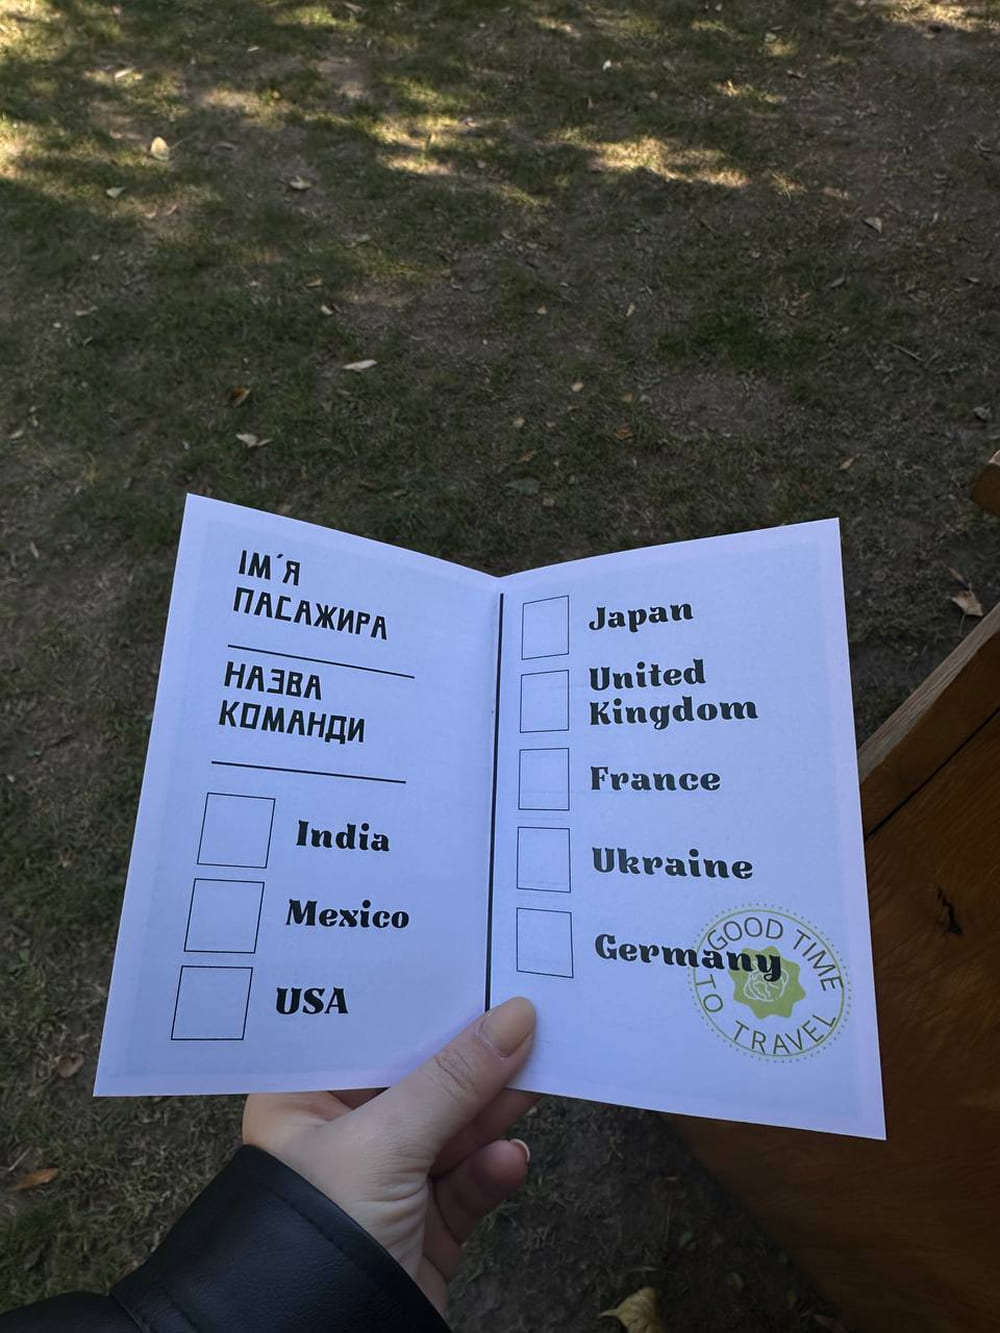 ІМ´Я
ПАСАЖИРА
НАЗВА
КОМАНДИ
India
Mexico
USA
Japan
United
Kingdom
France
Ukraine
Germany
GOOD TIME
TO TRAVEL